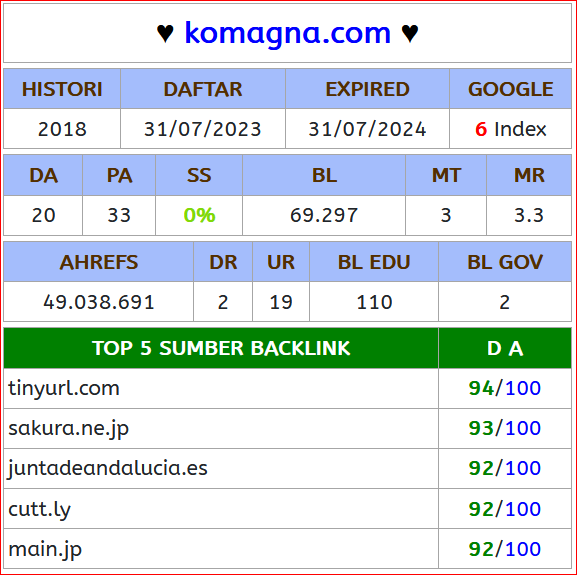 ♥ komagna.com ♥
HISTORI DAFTAR EXPIRED GOOGLE
2018 31/07/2023 31/07/2024 6 Index
DA PA SS BL MT MR
20 33 0% 69.297 3 3.3
AHREFS DR UR BL EDU BL GOV
49.038.691 2 19 110 2
TOP 5 SUMBER BACKLINK D A
tinyurl.com 94/100
sakura.ne.jp 93/100
juntadeandalucia.es 92/100
cutt.ly 92/100
main.jp 92/100